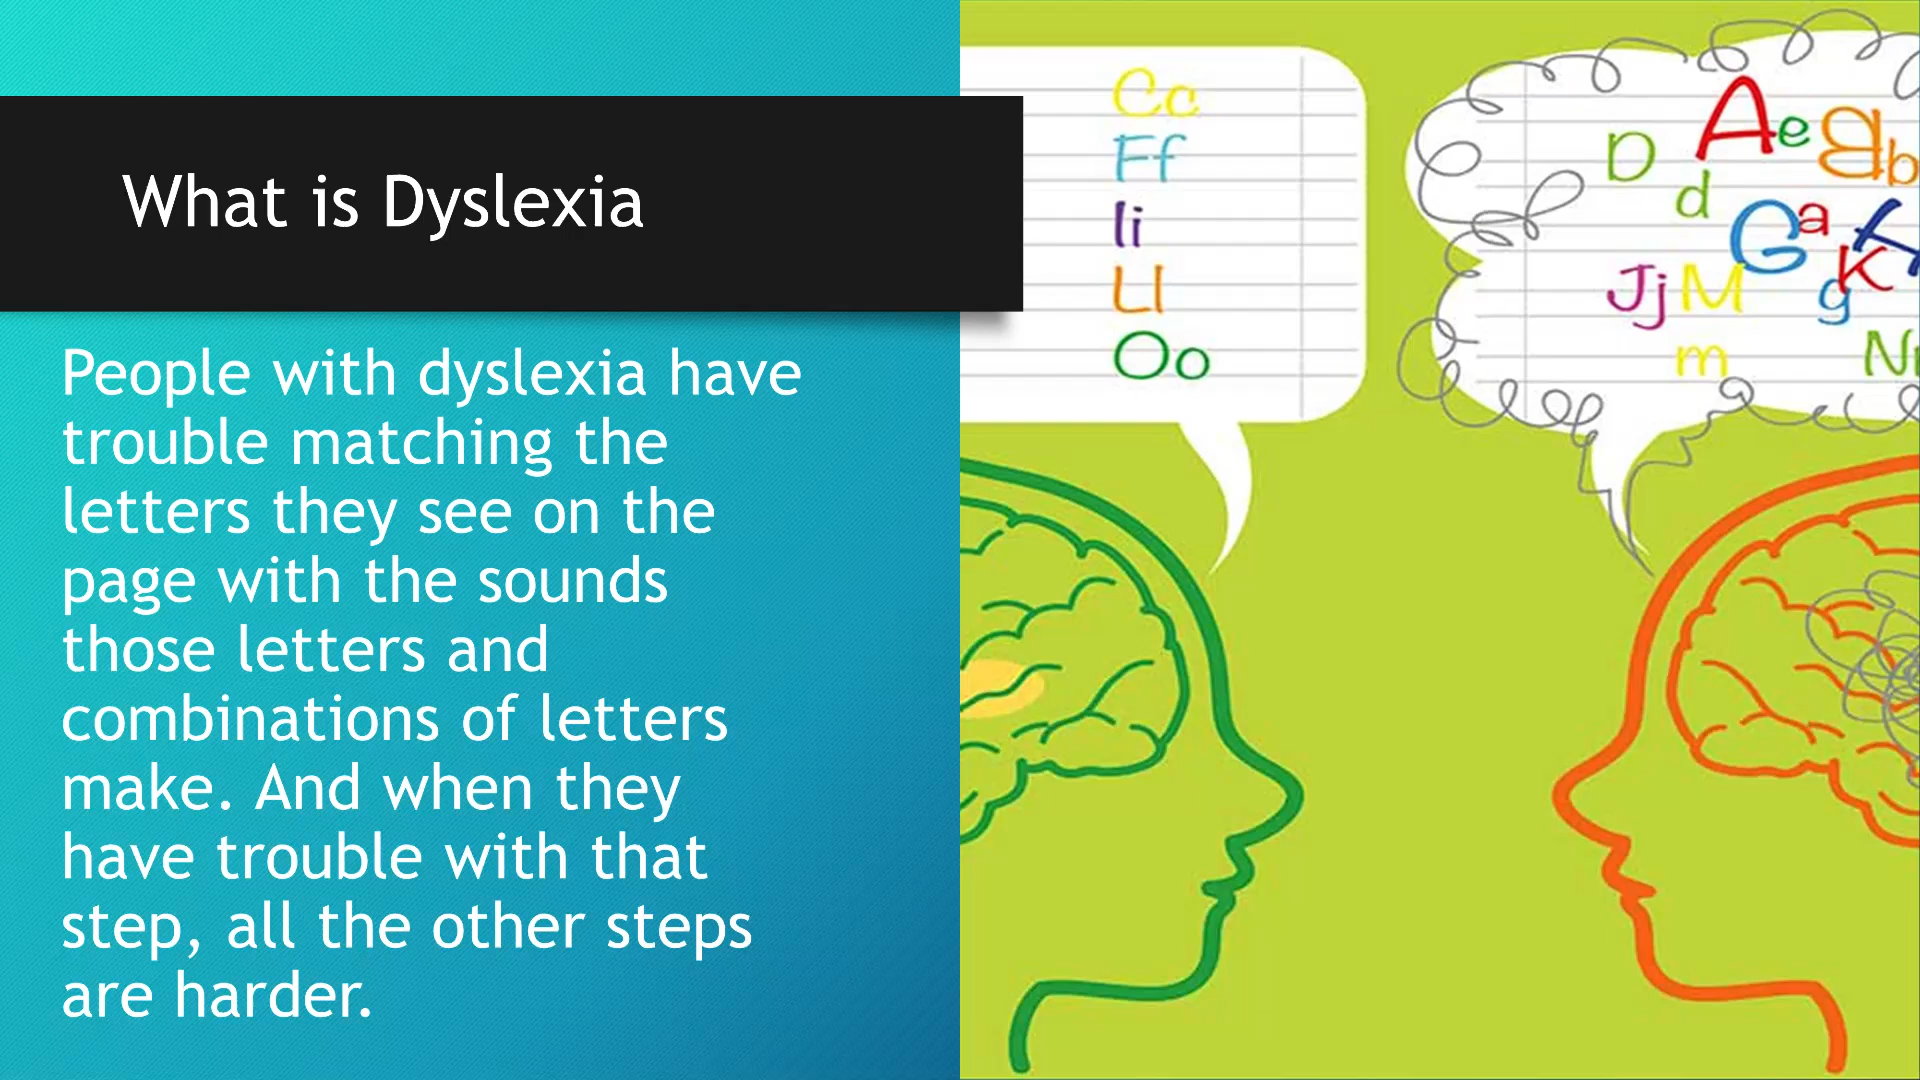 What is Dyslexia
People with dyslexia have
trouble matching the
letters they see on the
page with the sounds
those letters and
combinations of letters
make. And when they
have trouble with that
step, all the other steps
are harder.
Cc
Ff
Ii
Ll
Oo
A e B b
D
d
G a
K
Jj M g
m N